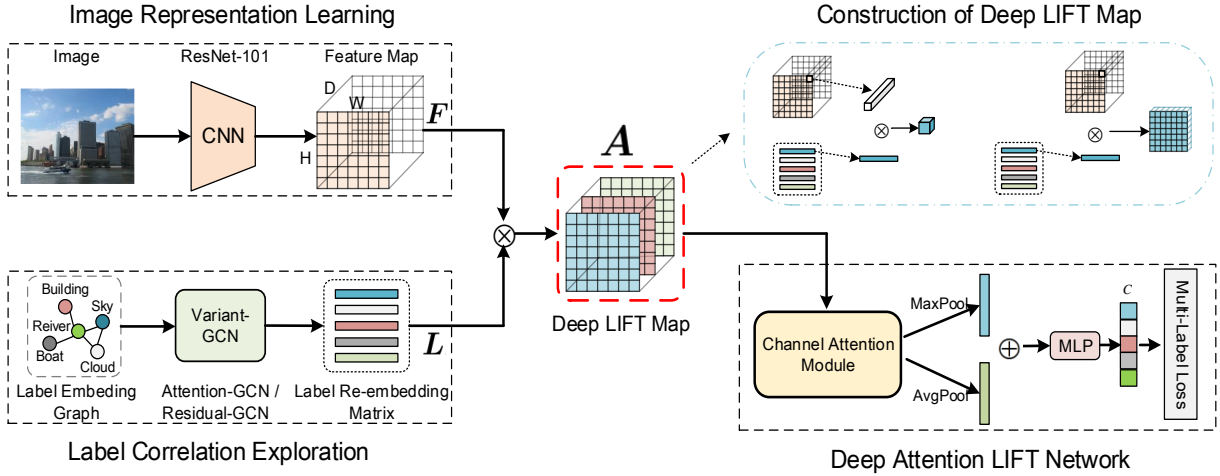 Image Representation Learning
Construction of Deep LIFT Map
Image
ResNet-101
Feature Map
D
W
H
CNN
F
A
Deep LIFT Map
Building
Sky
Reiver
Boat
Cloud
Variant-
GCN
L
Label Embeding
Graph
Attention-GCN /
Residual-GCN
Label Re-embedding
Matrix
Label Correlation Exploration
Channel Attention
Module
MaxPool
AvgPool
MLP
C
Multi-Label Loss
Deep Attention LIFT Network